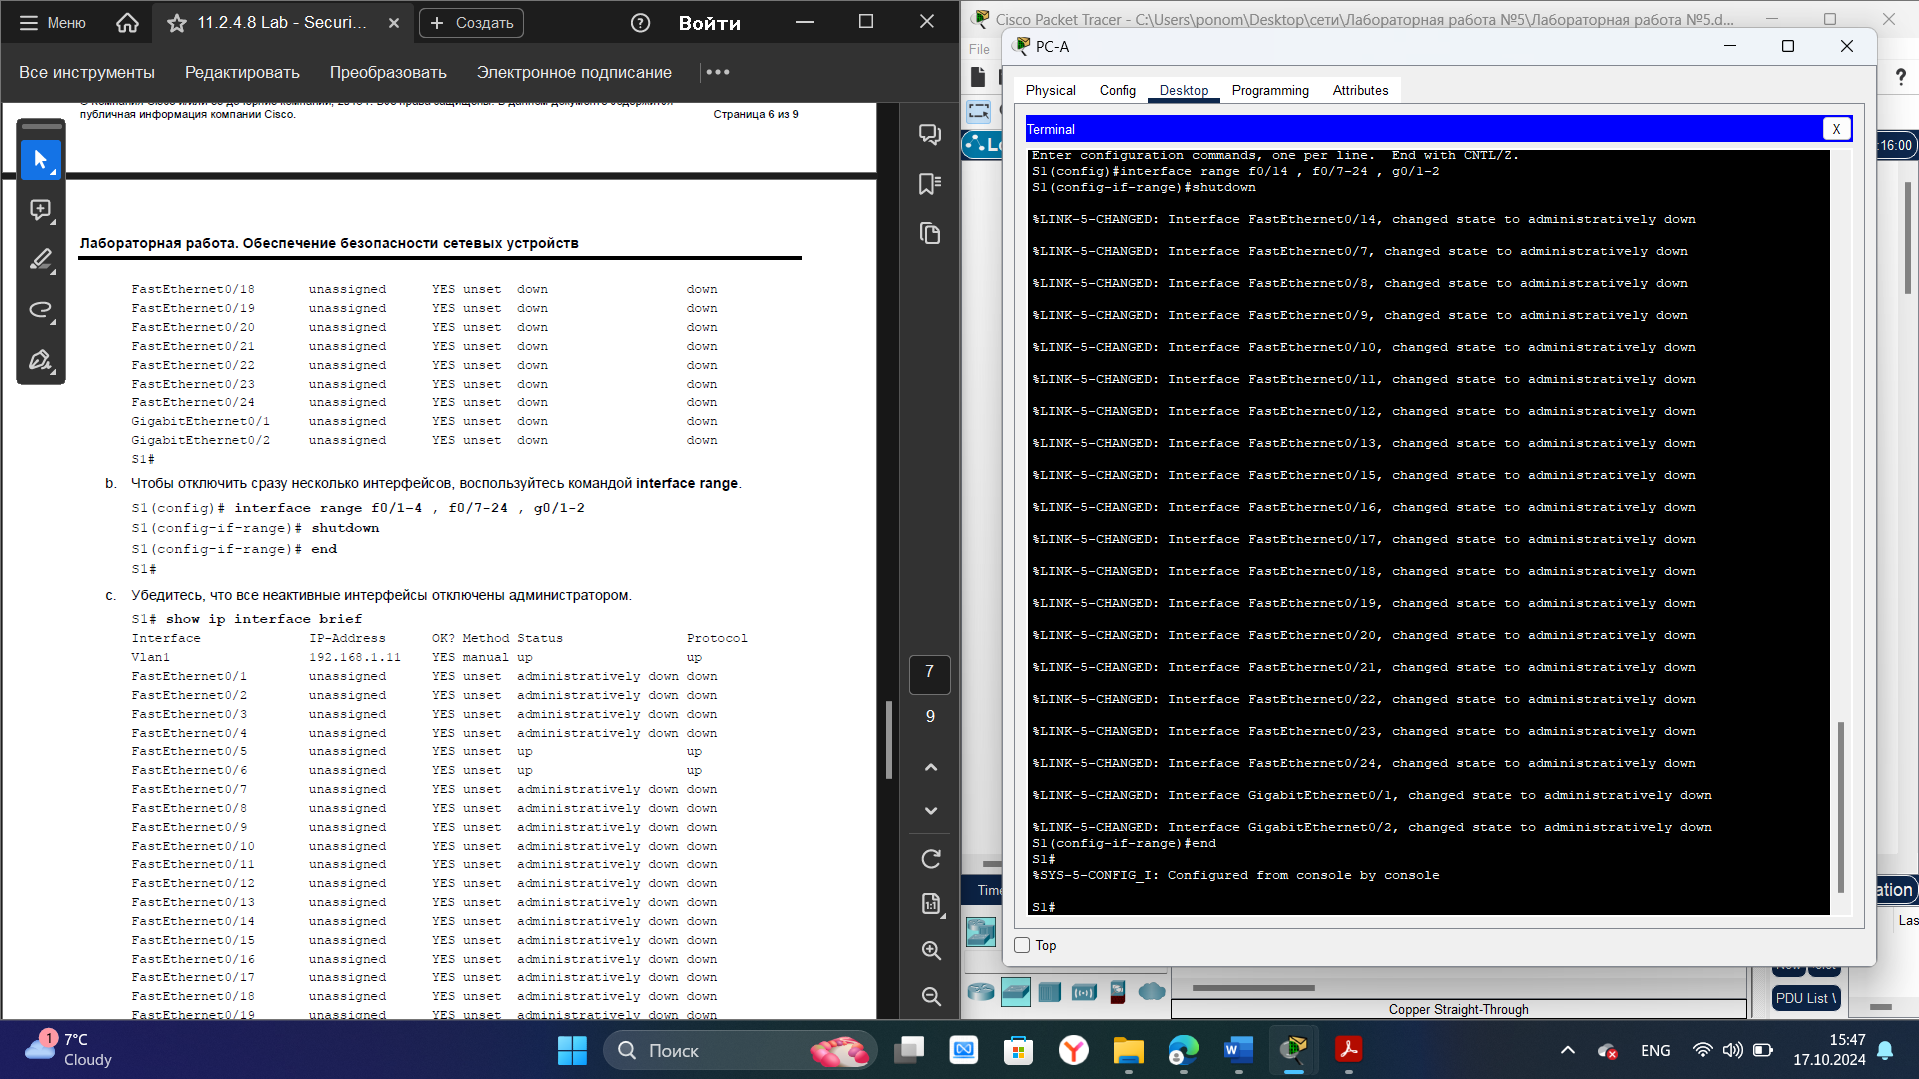 Меню
11.2.4.8 Lab - Securi...
Создать
Войти
Все инструменты
Редактировать
Преобразовать
Электронное подписание
публичная информация компании Cisco.
Страница 6 из 9
Лабораторная работа. Обеспечение безопасности сетевых устройств
FastEthernet0/18 unassigned YES unset down down
FastEthernet0/19 unassigned YES unset down down
FastEthernet0/20 unassigned YES unset down down
FastEthernet0/21 unassigned YES unset down down
FastEthernet0/22 unassigned YES unset down down
FastEthernet0/23 unassigned YES unset down down
FastEthernet0/24 unassigned YES unset down down
GigabitEthernet0/1 unassigned YES unset down down
GigabitEthernet0/2 unassigned YES unset down down
S1#
b. Чтобы отключить сразу несколько интерфейсов, воспользуйтесь командой interface range.
S1(config)# interface range f0/1-4 , f0/7-24 , g0/1-2
S1(config-if-range)# shutdown
S1(config-if-range)# end
S1#
c. Убедитесь, что все неактивные интерфейсы отключены администратором.
S1# show ip interface brief
Interface IP-Address OK? Method Status Protocol
Vlan1 192.168.1.11 YES manual up up
FastEthernet0/1 unassigned YES unset administratively down down
FastEthernet0/2 unassigned YES unset administratively down down
FastEthernet0/3 unassigned YES unset administratively down down
FastEthernet0/4 unassigned YES unset administratively down down
FastEthernet0/5 unassigned YES unset up up
FastEthernet0/6 unassigned YES unset up up
FastEthernet0/7 unassigned YES unset administratively down down
FastEthernet0/8 unassigned YES unset administratively down down
FastEthernet0/9 unassigned YES unset administratively down down
FastEthernet0/10 unassigned YES unset administratively down down
FastEthernet0/11 unassigned YES unset administratively down down
FastEthernet0/12 unassigned YES unset administratively down down
FastEthernet0/13 unassigned YES unset administratively down down
FastEthernet0/14 unassigned YES unset administratively down down
FastEthernet0/15 unassigned YES unset administratively down down
FastEthernet0/16 unassigned YES unset administratively down down
FastEthernet0/17 unassigned YES unset administratively down down
FastEthernet0/18 unassigned YES unset administratively down down
FastEthernet0/19 unassigned YES unset administratively down down
7
9
1:1
Cisco Packet Tracer - C:\Users\ponom\Desktop\сети\Лабораторная работа №5\Лабораторная работа №5.d...
File
PC-A
Physical
Config
Desktop
Programming
Attributes
Terminal
X
Enter configuration commands, one per line. End with CNTL/Z.
S1(config)#interface range f0/14 , f0/7-24 , g0/1-2
S1(config-if-range)#shutdown
%LINK-5-CHANGED: Interface FastEthernet0/14, changed state to administratively down
%LINK-5-CHANGED: Interface FastEthernet0/7, changed state to administratively down
%LINK-5-CHANGED: Interface FastEthernet0/8, changed state to administratively down
%LINK-5-CHANGED: Interface FastEthernet0/9, changed state to administratively down
%LINK-5-CHANGED: Interface FastEthernet0/10, changed state to administratively down
%LINK-5-CHANGED: Interface FastEthernet0/11, changed state to administratively down
%LINK-5-CHANGED: Interface FastEthernet0/12, changed state to administratively down
%LINK-5-CHANGED: Interface FastEthernet0/13, changed state to administratively down
%LINK-5-CHANGED: Interface FastEthernet0/15, changed state to administratively down
%LINK-5-CHANGED: Interface FastEthernet0/16, changed state to administratively down
%LINK-5-CHANGED: Interface FastEthernet0/17, changed state to administratively down
%LINK-5-CHANGED: Interface FastEthernet0/18, changed state to administratively down
%LINK-5-CHANGED: Interface FastEthernet0/19, changed state to administratively down
%LINK-5-CHANGED: Interface FastEthernet0/20, changed state to administratively down
%LINK-5-CHANGED: Interface FastEthernet0/21, changed state to administratively down
%LINK-5-CHANGED: Interface FastEthernet0/22, changed state to administratively down
%LINK-5-CHANGED: Interface FastEthernet0/23, changed state to administratively down
%LINK-5-CHANGED: Interface FastEthernet0/24, changed state to administratively down
%LINK-5-CHANGED: Interface GigabitEthernet0/1, changed state to administratively down
%LINK-5-CHANGED: Interface GigabitEthernet0/2, changed state to administratively down
S1(config-if-range)#end
S1#
%SYS-5-CONFIG_I: Configured from console by console
S1#
Top
Lo
:16:00
Time
ation
Las
PDU List \
Copper Straight-Through
1
7°C
Cloudy
Поиск
ENG
15:47
17.10.2024